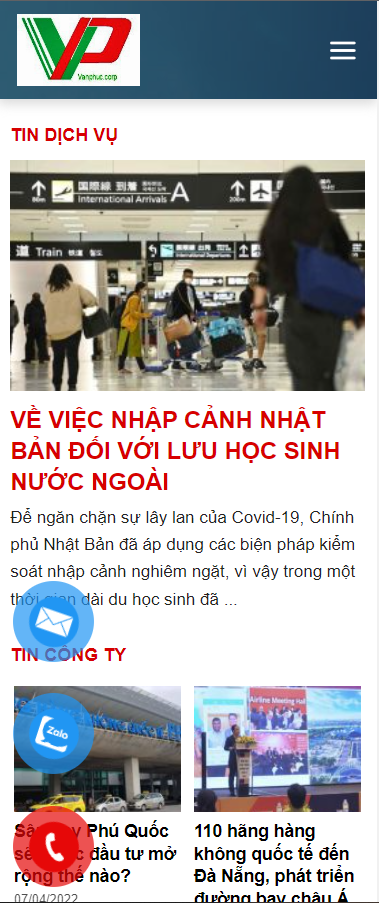 VP
Vanphuc.corp
TIN DỊCH VỤ
国際線 到着 A
International Arrivals
80m
200m
道 Train
VỀ VIỆC NHẬP CẢNH NHẬT
BẢN ĐỐI VỚI LƯU HỌC SINH
NƯỚC NGOÀI
Để ngăn chặn sự lây lan của Covid-19, Chính
phủ Nhật Bản đã áp dụng các biện pháp kiểm
soát nhập cảnh nghiêm ngặt, vì vậy trong một
thời gian dài du học sinh đã ...
TIN CÔNG TY
Airline Meeting Hall
Zalo
Sân bay Phú Quốc
sẽ được đầu tư mở
rộng thế nào?
07/04/2022
110 hãng hàng
không quốc tế đến
Đà Nẵng, phát triển
đường bay châu Á